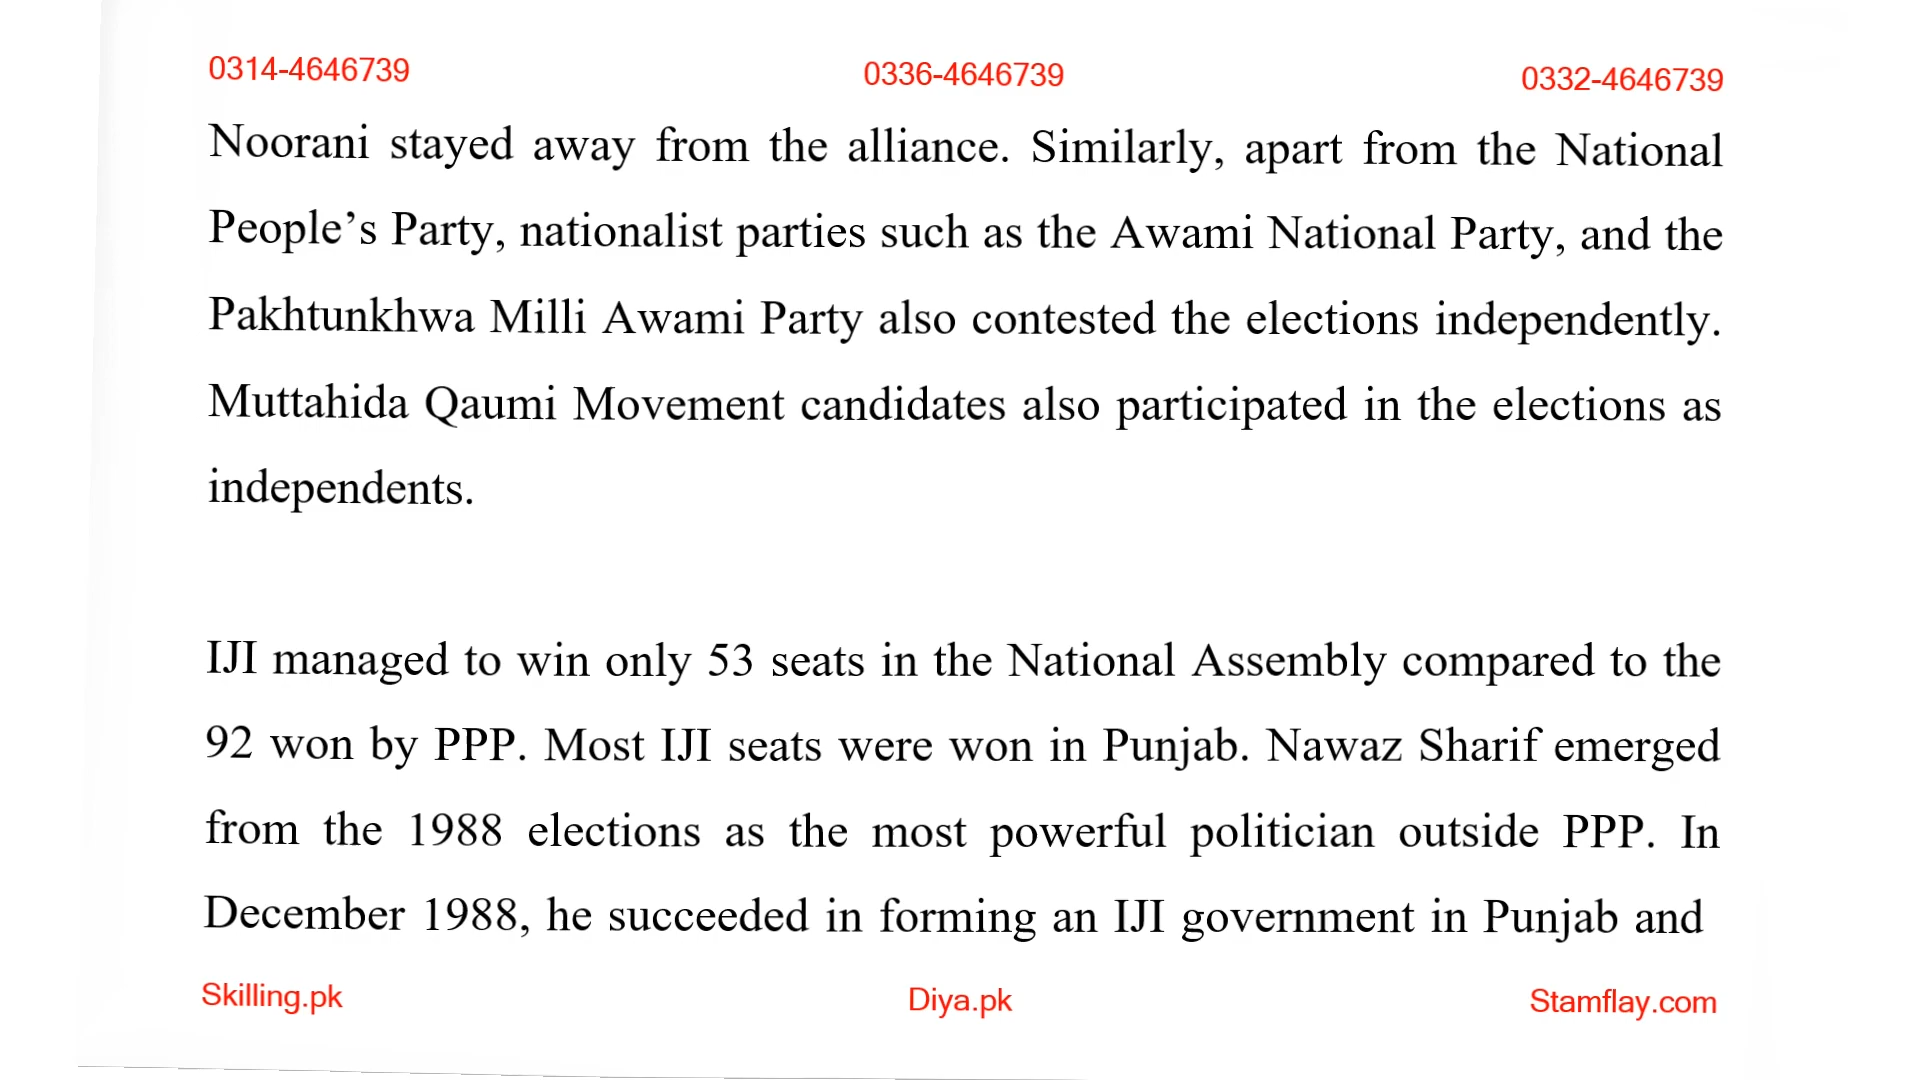 0314-4646739 0336-4646739 0332-4646739
Noorani stayed away from the alliance. Similarly, apart from the National
People’s Party, nationalist parties such as the Awami National Party, and the
Pakhtunkhwa Milli Awami Party also contested the elections independently.
Muttahida Qaumi Movement candidates also participated in the elections as
independents.
IJI managed to win only 53 seats in the National Assembly compared to the
92 won by PPP. Most IJI seats were won in Punjab. Nawaz Sharif emerged
from the 1988 elections as the most powerful politician outside PPP. In
December 1988, he succeeded in forming an IJI government in Punjab and
Skilling.pk Diya.pk Stamflay.com